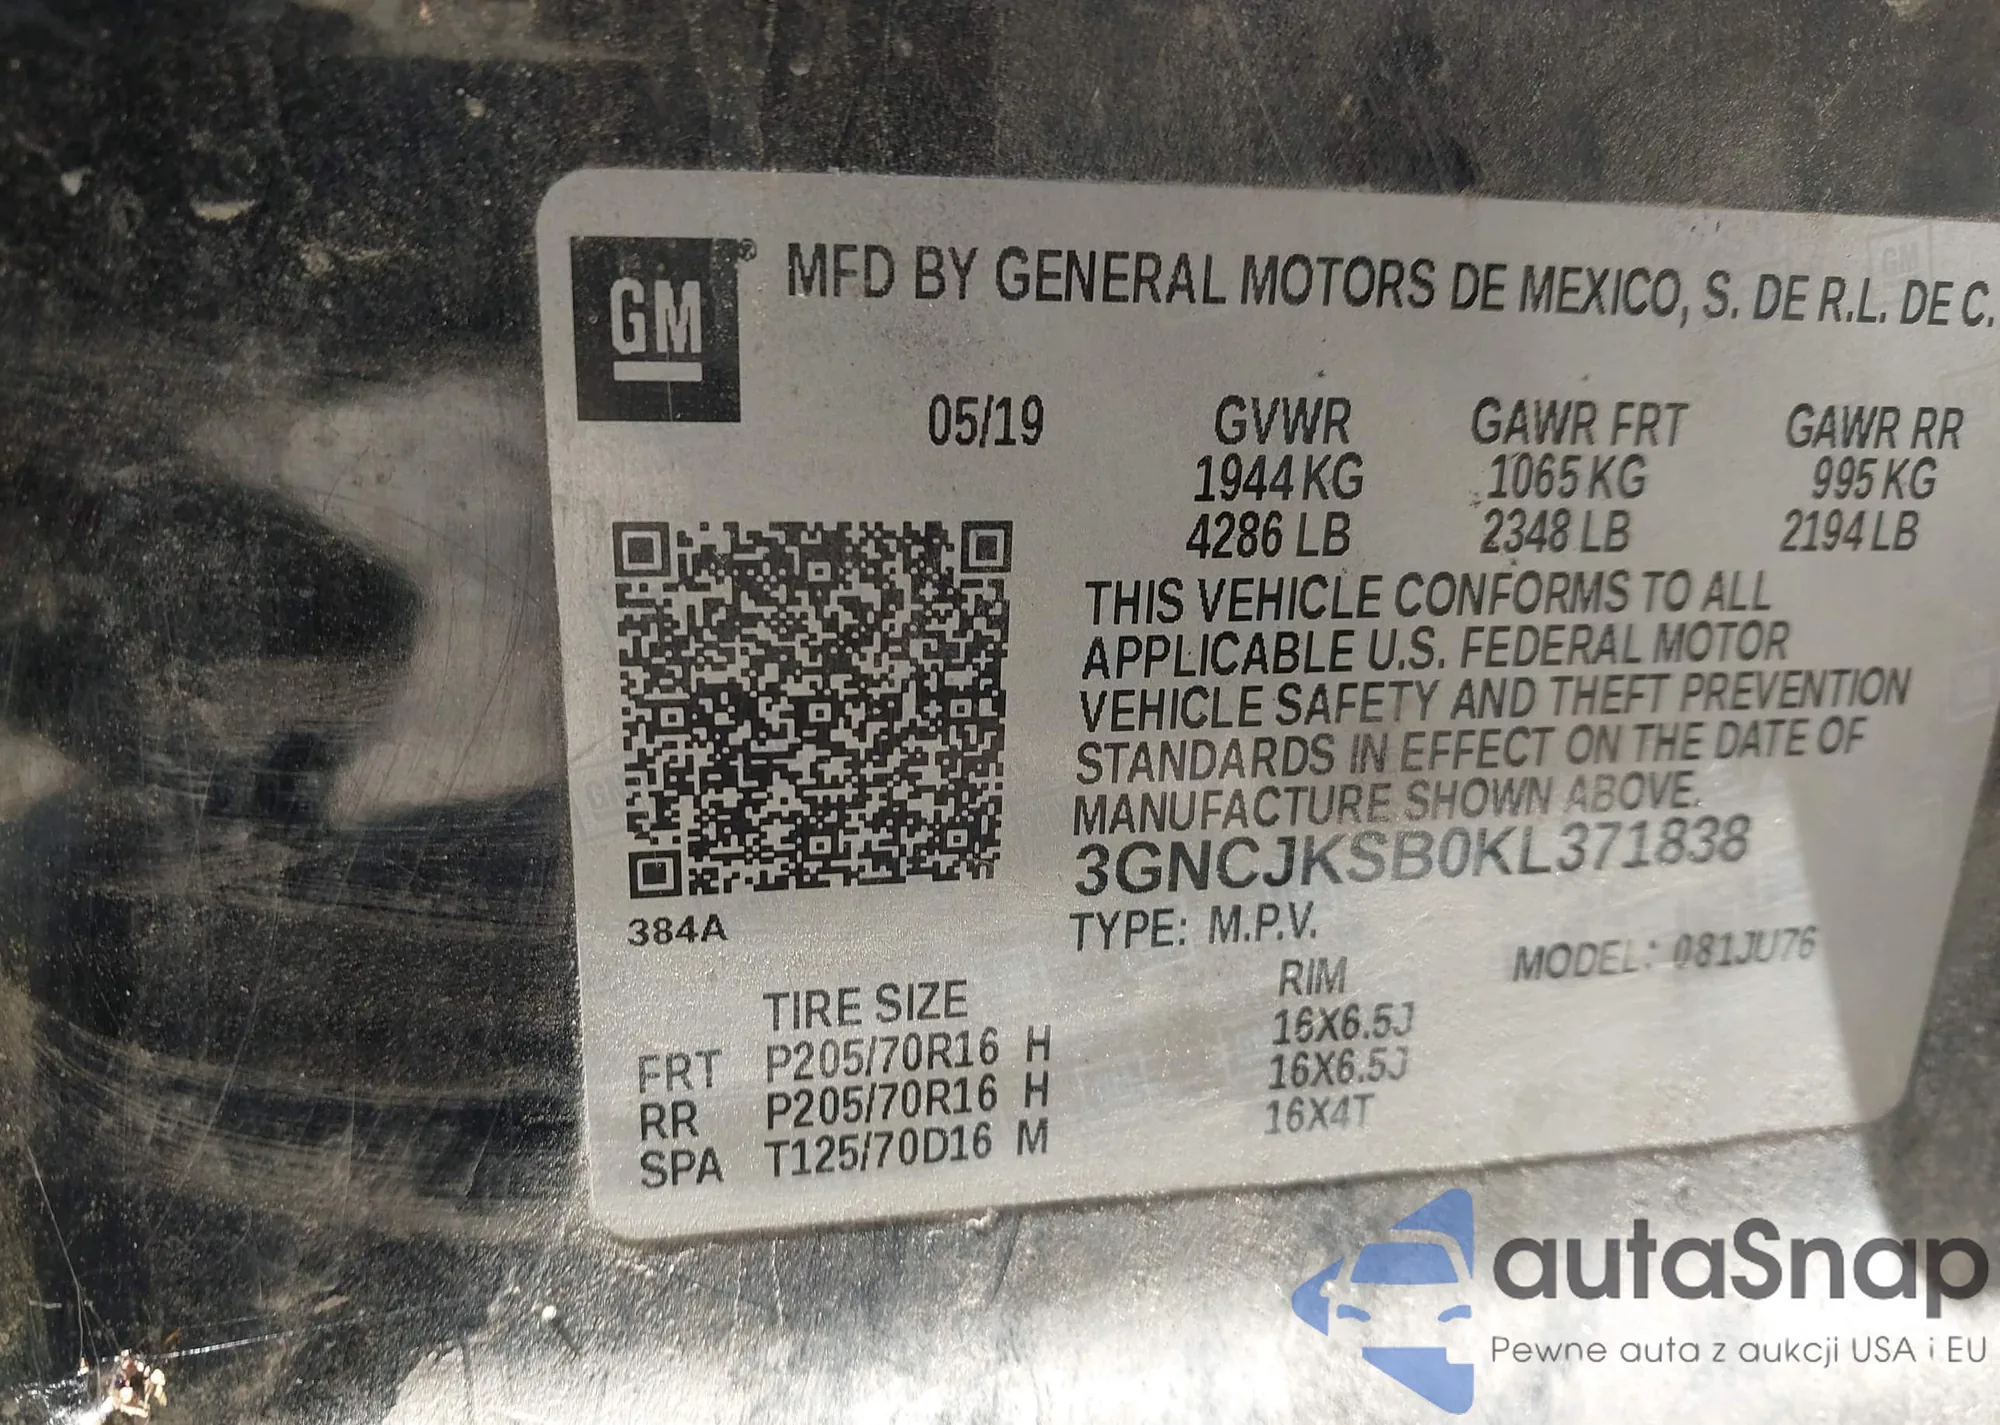 GM®
MFD BY GENERAL MOTORS DE MEXICO, S. DE R.L. DE C.
05/19 GVWR GAWR FRT GAWR RR
1944 KG 1065 KG 995 KG
4286 LB 2348 LB 2194 LB
THIS VEHICLE CONFORMS TO ALL
APPLICABLE U.S. FEDERAL MOTOR
VEHICLE SAFETY AND THEFT PREVENTION
STANDARDS IN EFFECT ON THE DATE OF
MANUFACTURE SHOWN ABOVE.
3GNCJKSB0KL371838
384A
TYPE: M.P.V. MODEL: 081JU76
TIRE SIZE RIM
FRT P205/70R16 H 16X6.5J
RR P205/70R16 H 16X6.5J
SPA T125/70D16 M 16X4T
autaSnap
Pewne auta z aukcji USA i EU